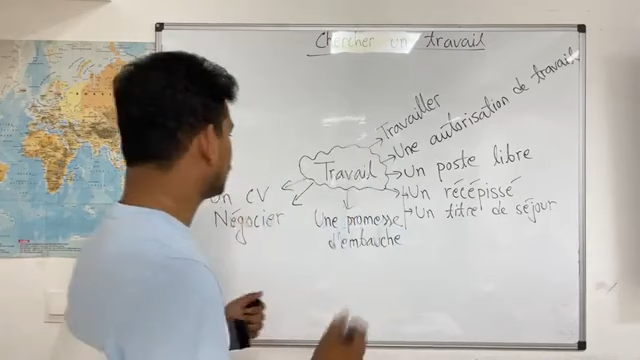 Chercher un travail
Travailler
Une autorisation de travail
Travail
Un poste libre
Un récépissé
Un titre de séjour
Une promesse
d'embauche
Un CV
Négocier